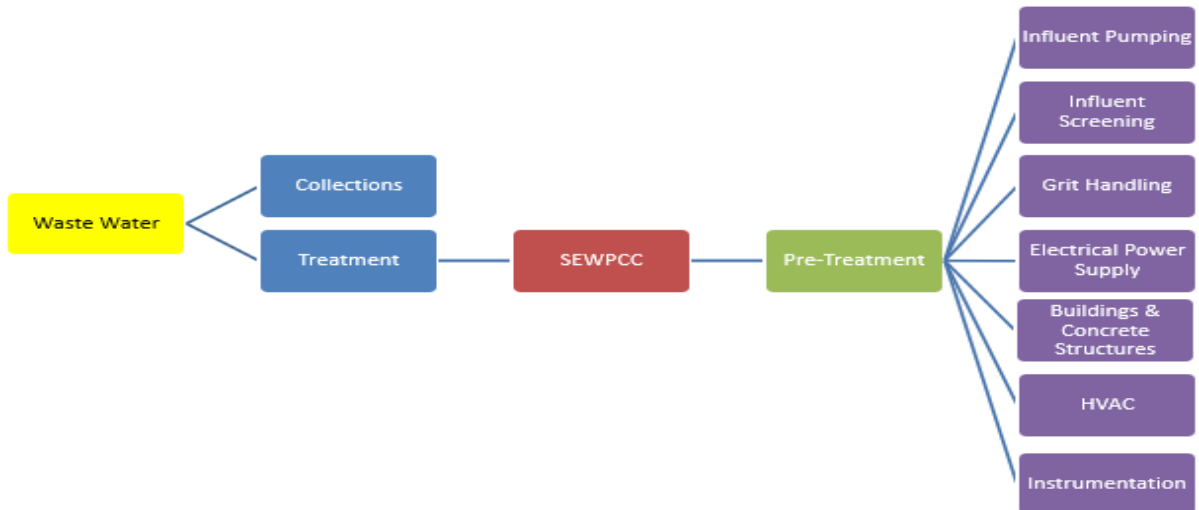 Waste Water
Collections
Treatment
SEWPCC
Pre-Treatment
Influent Pumping
Influent
Screening
Grit Handling
Electrical Power
Supply
Buildings &
Concrete
Structures
HVAC
Instrumentation